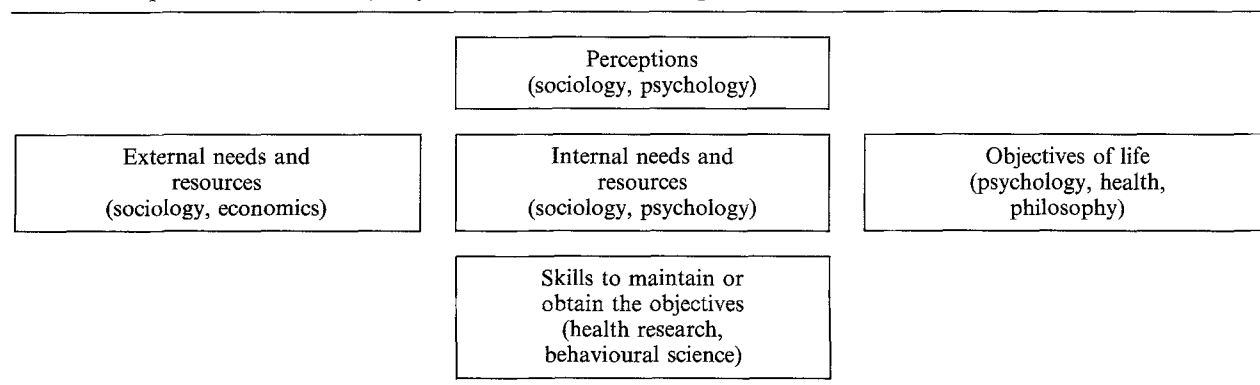 Perceptions
(sociology, psychology)
External needs and
resources
(sociology, economics)
Internal needs and
resources
(sociology, psychology)
Objectives of life
(psychology, health,
philosophy)
Skills to maintain or
obtain the objectives
(health research,
behavioural science)